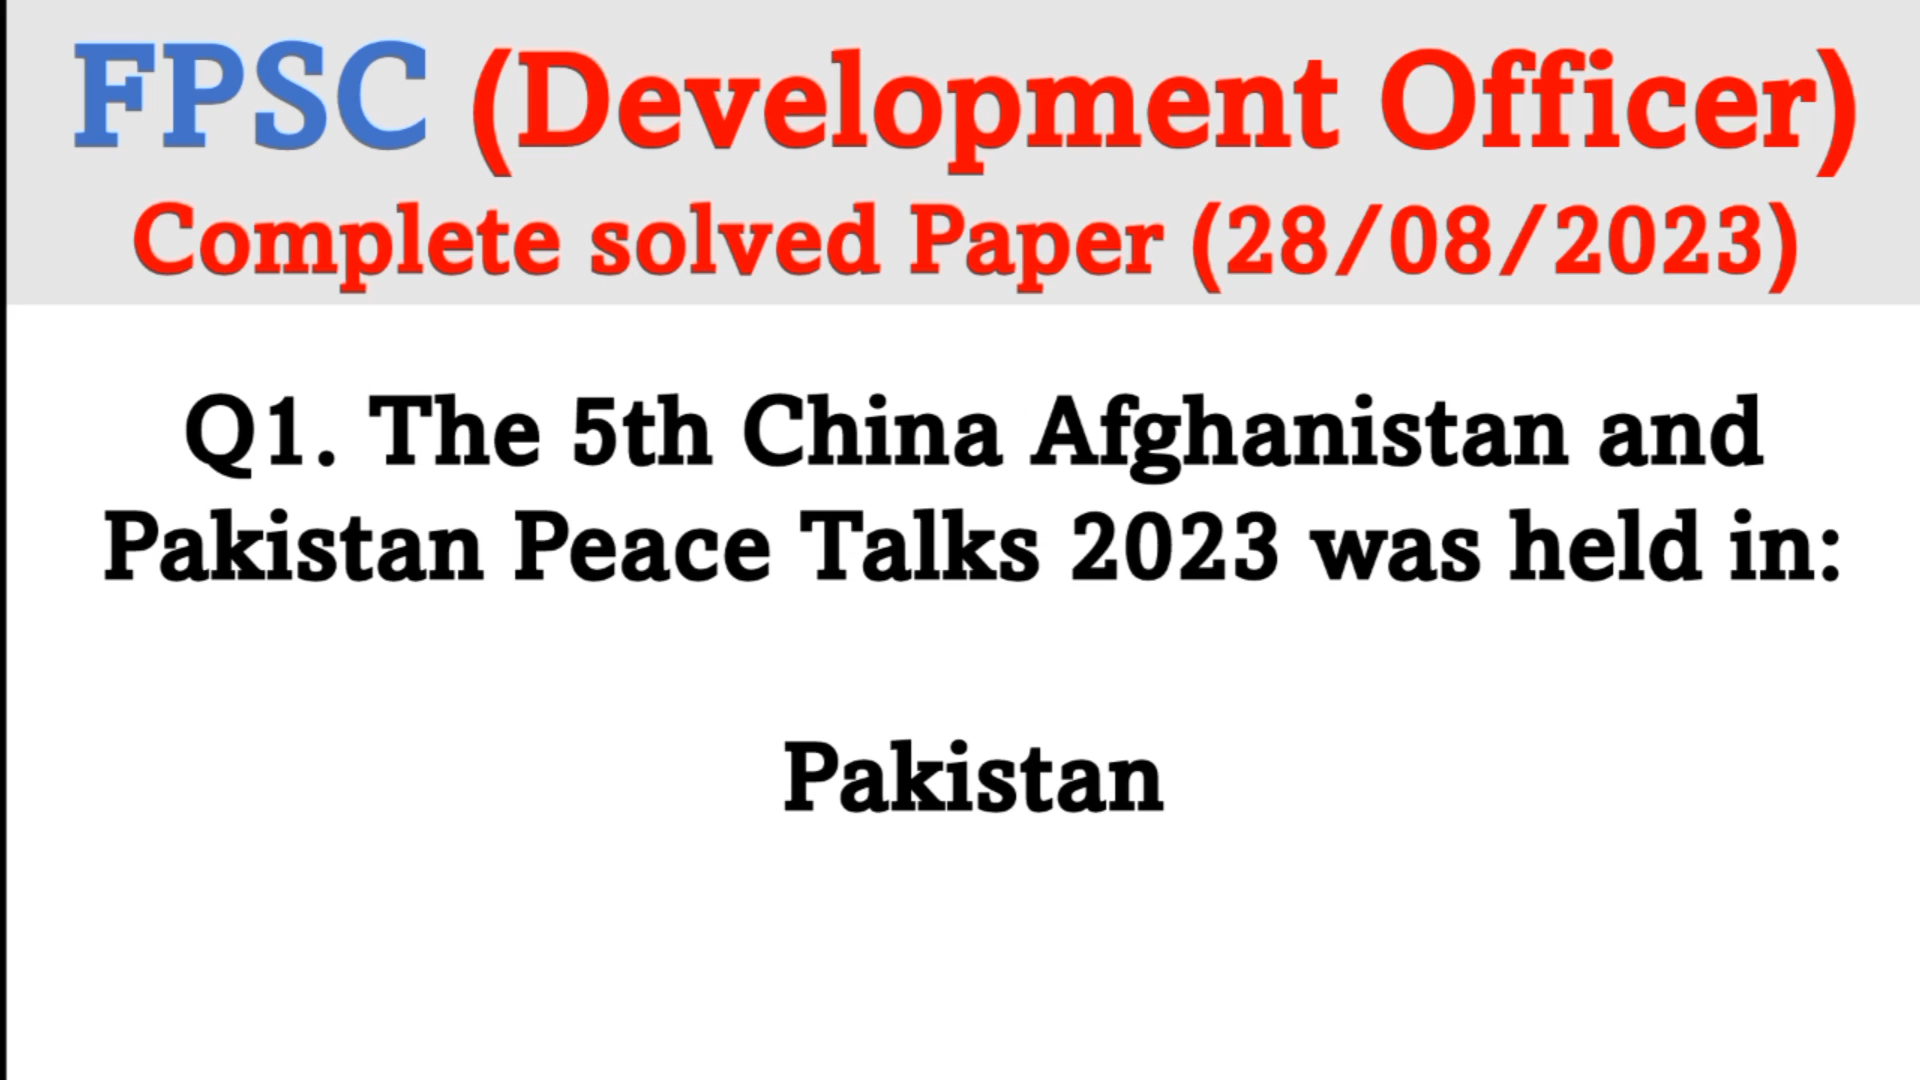 FPSC (Development Officer)
Complete solved Paper (28/08/2023)
Q1. The 5th China Afghanistan and
Pakistan Peace Talks 2023 was held in:
Pakistan